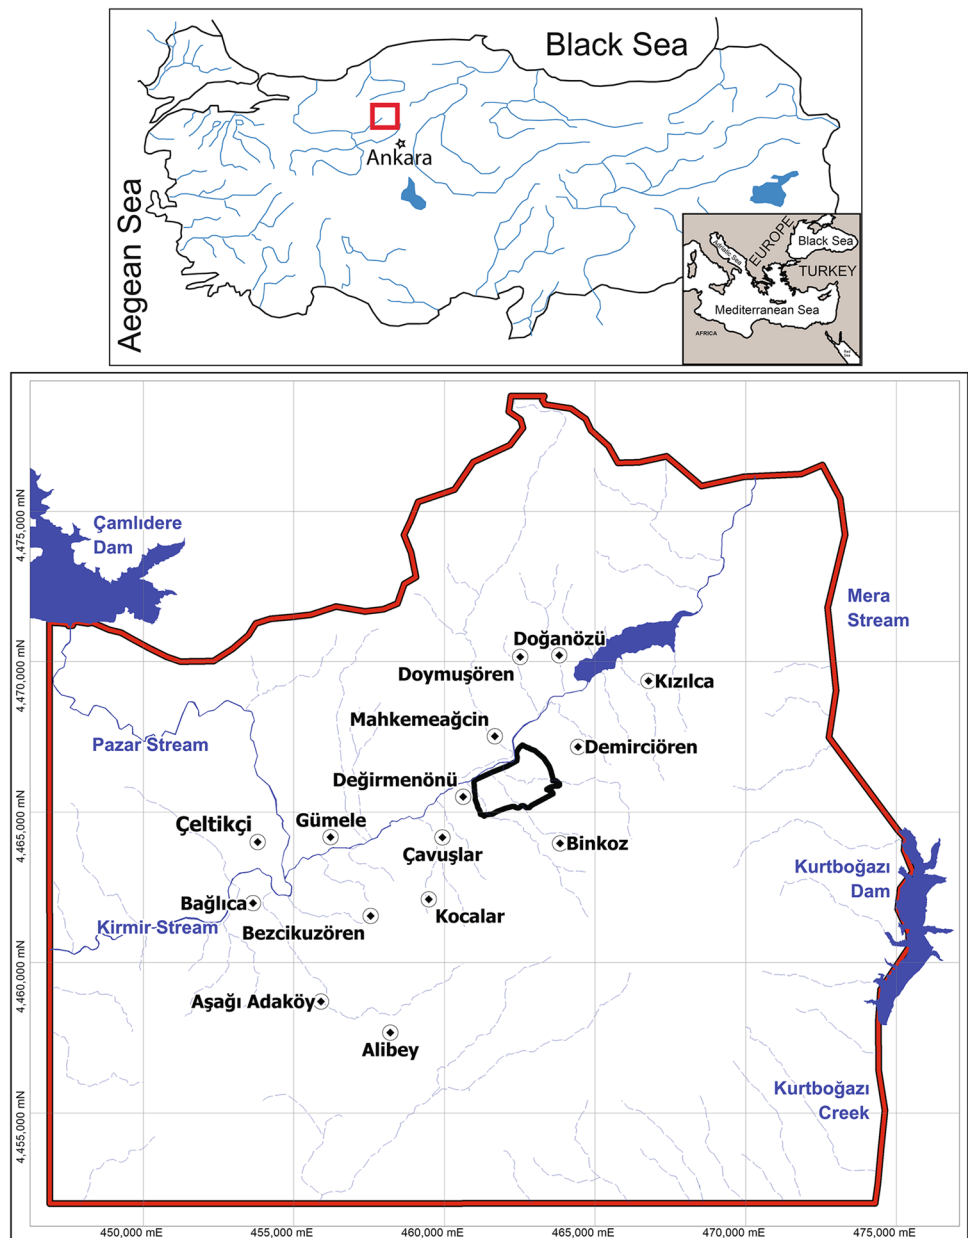 Black Sea
Ankara
Aegean Sea
EUROPE
Adriatic Sea
Black Sea
TURKEY
Mediterranean Sea
AFRICA
Red
Sea
Çamlıdere
Dam
Mera
Stream
Doğanözü
Doymuşören
Kızılca
Mahkemeağcin
Pazar Stream
Demirciören
Değirmenönü
Çeltikçi
Gümele
Çavuşlar
Binkoz
Kurtboğazı
Dam
Bağlıca
Kocalar
Kirmir Stream
Bezcikuzören
Aşağı Adaköy
Alibey
Kurtboğazı
Creek
4,475,000 mN
4,470,000 mN
4,465,000 mN
4,460,000 mN
4,455,000 mN
450,000 mE
455,000 mE
460,000 mE
465,000 mE
470,000 mE
475,000 mE